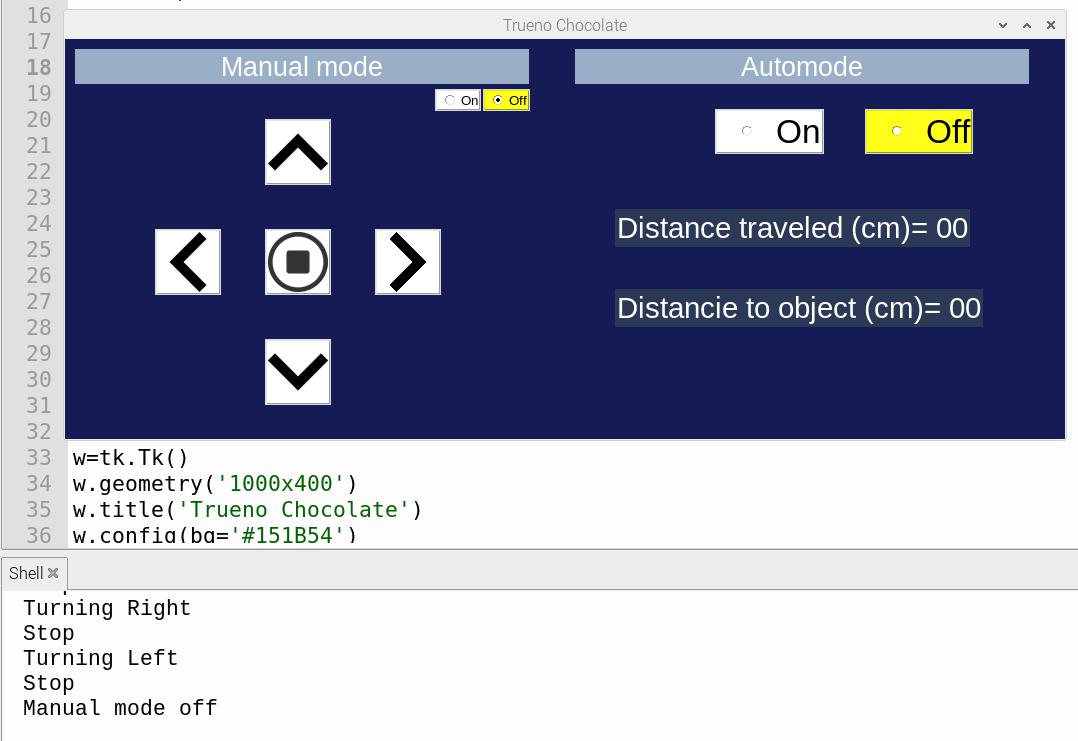 16
Trueno Chocolate
17
18
19
20
21
22
23
24
25
26
27
28
29
30
31
32
Manual mode
On Off
Automode
On Off
Distance traveled (cm)= 00
Distancie to object (cm)= 00
33 w=tk.Tk()
34 w.geometry('1000x400')
35 w.title('Trueno Chocolate')
36 w.config(bg='#151B54')
Shell
Turning Right
Stop
Turning Left
Stop
Manual mode off